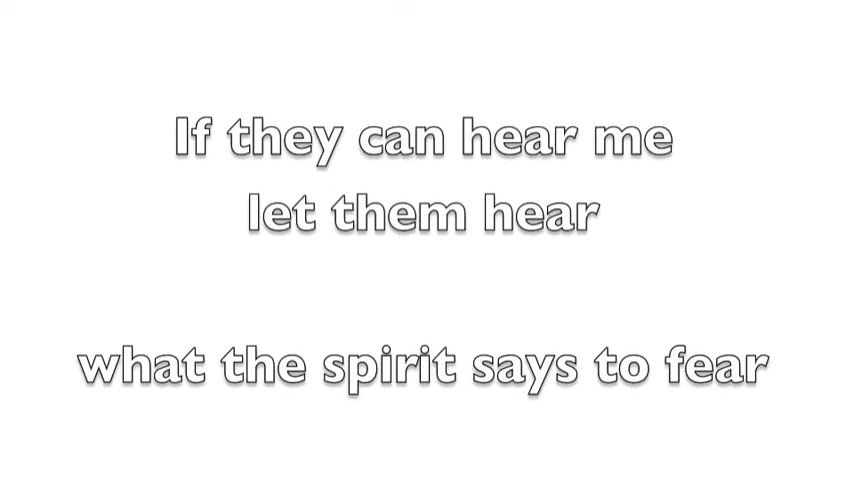 If they can hear me
let them hear
what the spirit says to fear